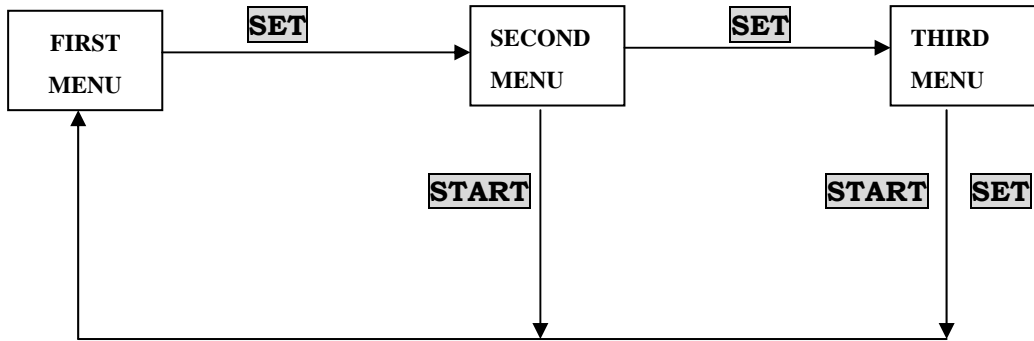 FIRST
MENU
SET
SECOND
MENU
SET
THIRD
MENU
START
START
SET